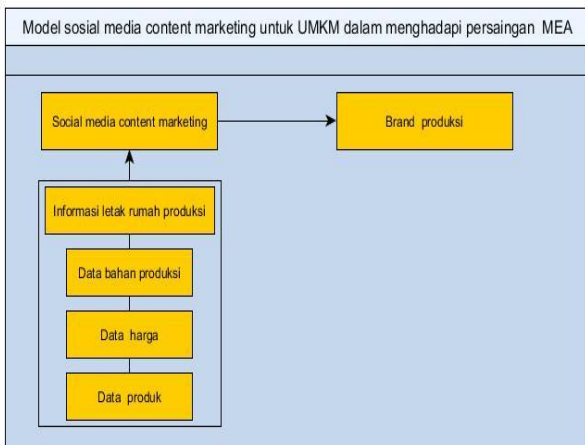 Model sosial media content marketing untuk UMKM dalam menghadapi persaingan MEA
Social media content marketing
Brand produksi
Informasi letak rumah produksi
Data bahan produksi
Data harga
Data produk